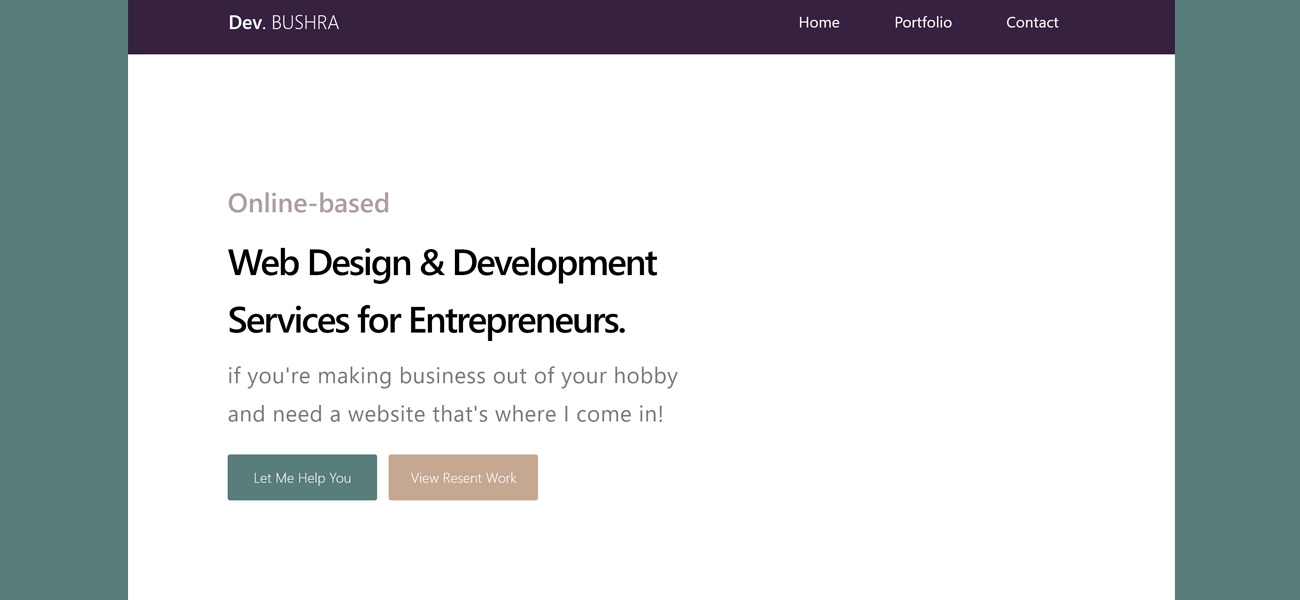 Dev. BUSHRA
Home Portfolio Contact
Online-based
Web Design & Development
Services for Entrepreneurs.
if you're making business out of your hobby
and need a website that's where I come in!
Let Me Help You
View Resent Work